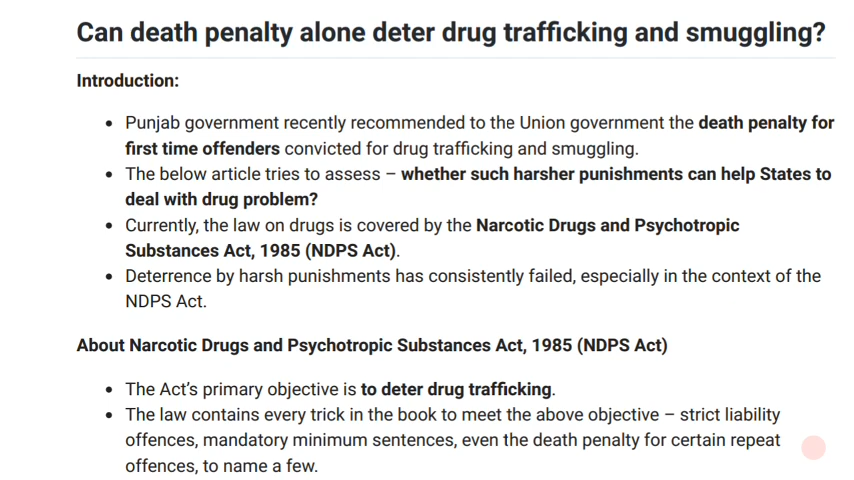 Can death penalty alone deter drug trafficking and smuggling?
Introduction:
• Punjab government recently recommended to the Union government the death penalty for
first time offenders convicted for drug trafficking and smuggling.
• The below article tries to assess – whether such harsher punishments can help States to
deal with drug problem?
• Currently, the law on drugs is covered by the Narcotic Drugs and Psychotropic
Substances Act, 1985 (NDPS Act).
• Deterrence by harsh punishments has consistently failed, especially in the context of the
NDPS Act.
About Narcotic Drugs and Psychotropic Substances Act, 1985 (NDPS Act)
• The Act's primary objective is to deter drug trafficking.
• The law contains every trick in the book to meet the above objective – strict liability
offences, mandatory minimum sentences, even the death penalty for certain repeat
offences, to name a few.